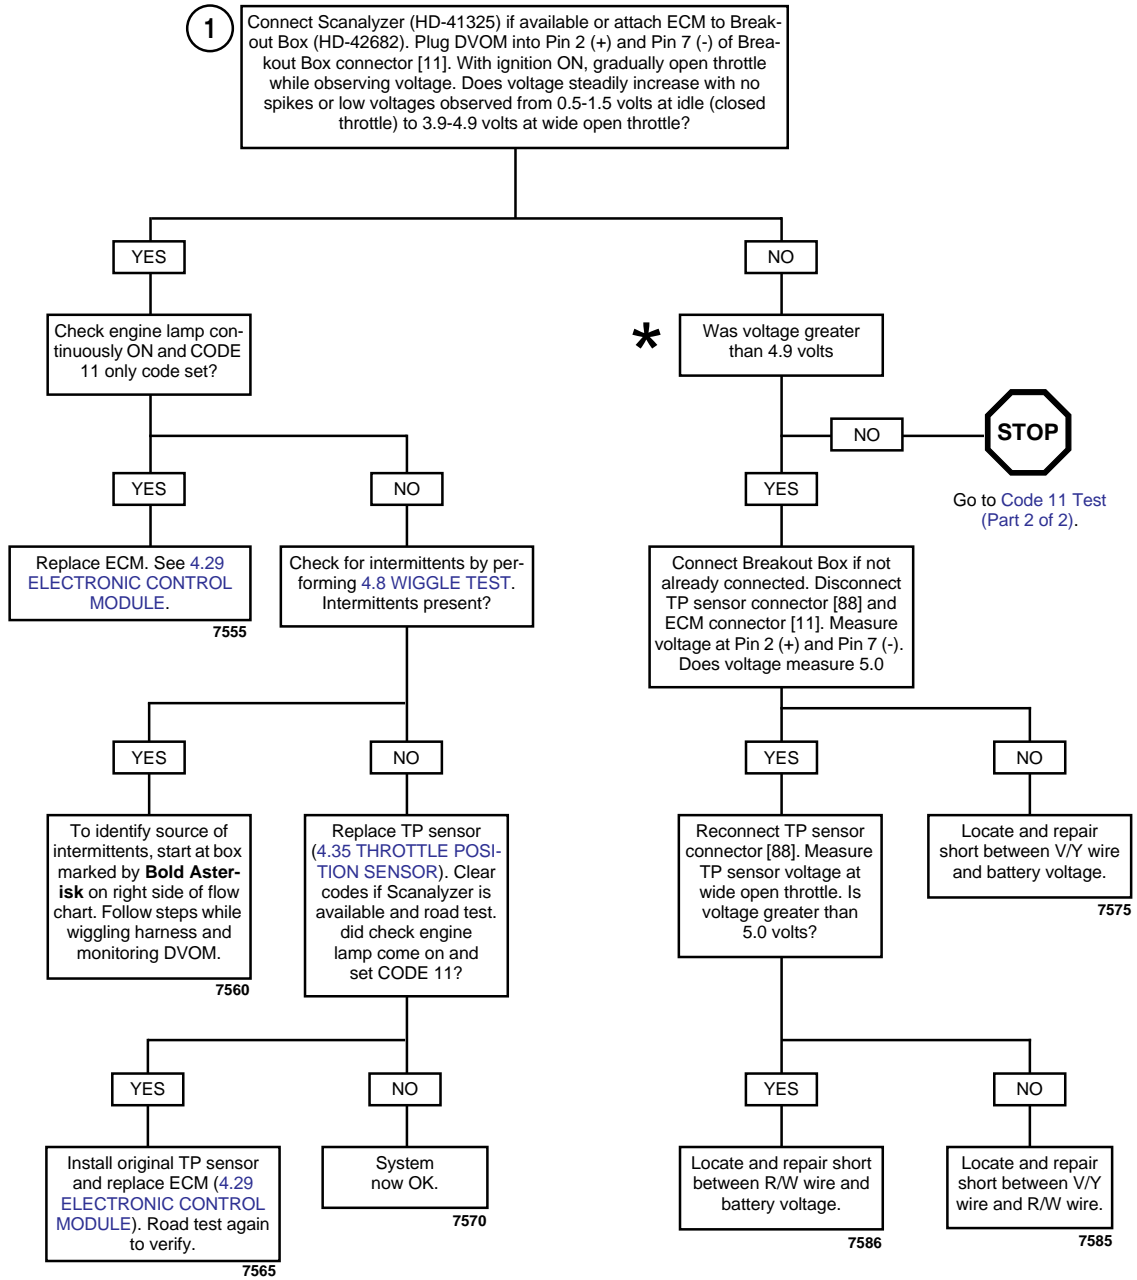 1
Connect Scanalyzer (HD-41325) if available or attach ECM to Break-
out Box (HD-42682). Plug DVOM into Pin 2 (+) and Pin 7 (-) of Brea-
kout Box connector [11]. With ignition ON, gradually open throttle
while observing voltage. Does voltage steadily increase with no
spikes or low voltages observed from 0.5-1.5 volts at idle (closed
throttle) to 3.9-4.9 volts at wide open throttle?
YES
NO
Check engine lamp con-
tinuously ON and CODE
11 only code set?
*
Was voltage greater
than 4.9 volts
NO
STOP
Go to Code 11 Test
(Part 2 of 2).
YES
NO
YES
Replace ECM. See 4.29
ELECTRONIC CONTROL
MODULE.
7555
Check for intermittents by per-
forming 4.8 WIGGLE TEST.
Intermittents present?
Connect Breakout Box if not
already connected. Disconnect
TP sensor connector [88] and
ECM connector [11]. Measure
voltage at Pin 2 (+) and Pin 7 (-).
Does voltage measure 5.0
YES
NO
YES
NO
To identify source of
intermittents, start at box
marked by Bold Aster-
isk on right side of flow
chart. Follow steps while
wiggling harness and
monitoring DVOM.
7560
Replace TP sensor
(4.35 THROTTLE POSI-
TION SENSOR). Clear
codes if Scanalyzer is
available and road test.
did check engine
lamp come on and
set CODE 11?
Reconnect TP sensor
connector [88]. Measure
TP sensor voltage at
wide open throttle. Is
voltage greater than
5.0 volts?
Locate and repair
short between V/Y wire
and battery voltage.
7575
YES
NO
YES
NO
Install original TP sensor
and replace ECM (4.29
ELECTRONIC CONTROL
MODULE). Road test again
to verify.
7565
System
now OK.
7570
Locate and repair short
between R/W wire and
battery voltage.
7586
Locate and repair
short between V/Y
wire and R/W wire.
7585